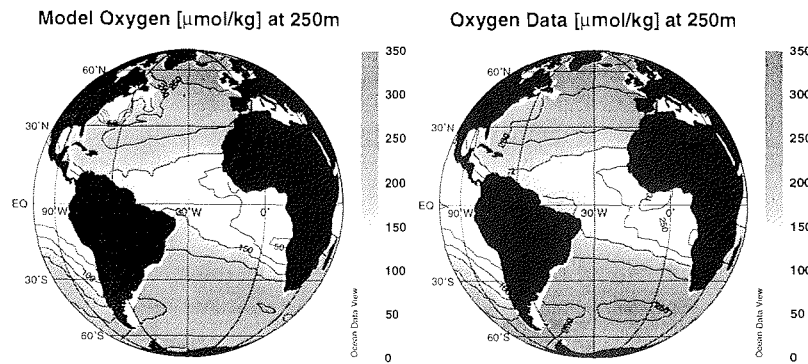 Model Oxygen [μmol/kg] at 250m
60°N
30°N
EQ
90°W
30°W
0°
30°S
60°S
150
100
50
350
300
250
200
150
100
50
0
Ocean Data View
Oxygen Data [μmol/kg] at 250m
60°N
30°N
EQ
90°W
30°W
0°
30°S
60°S
350
300
250
200
150
100
50
0
Ocean Data View